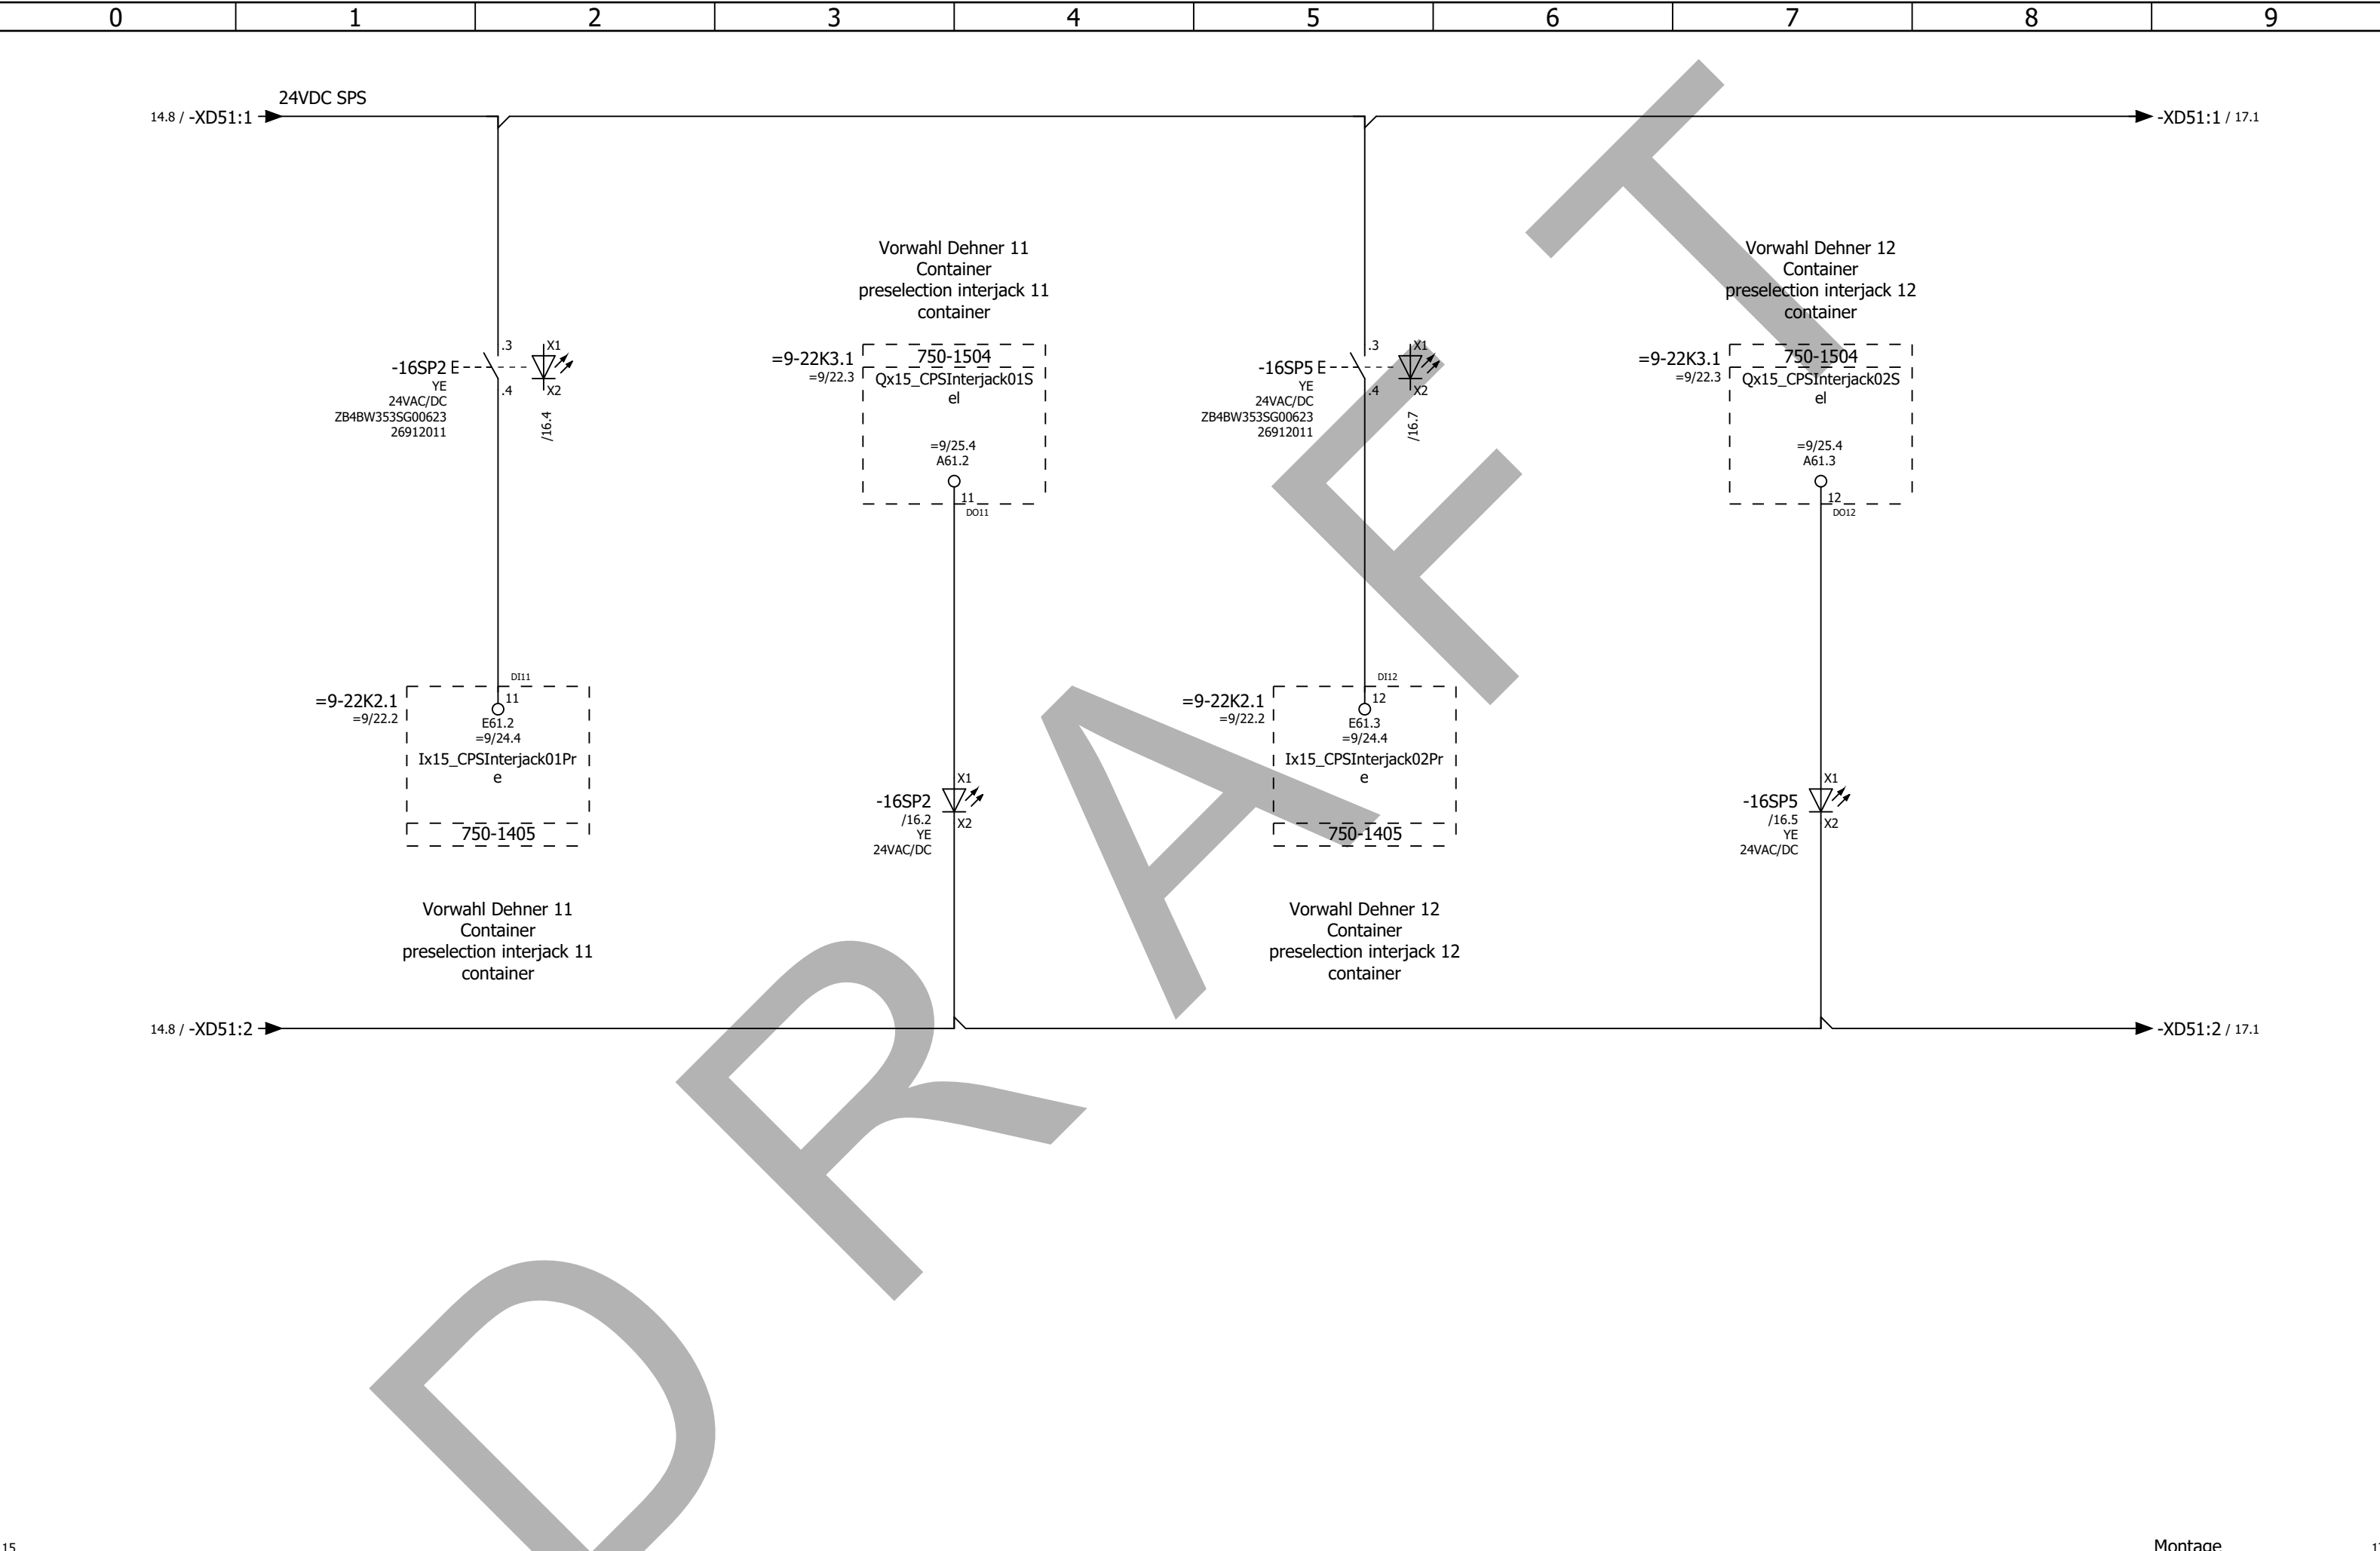 0 1 2 3 4 5 6 7 8 9
24VDC SPS
14.8 / -XD51:1
-XD51:1 / 17.1
Vorwahl Dehner 11
Container
preselection interjack 11
container
Vorwahl Dehner 12
Container
preselection interjack 12
container
-16SP2 E
YE
24VAC/DC
ZB4BW353SG00623
26912011
.3
.4
X1
X2
/16.4
=9-22K3.1
=9/22.3
750-1504
Qx15_CPSInterjack01S
el
=9/25.4
A61.2
11
DO11
-16SP5 E
YE
24VAC/DC
ZB4BW353SG00623
26912011
.3
.4
X1
X2
/16.7
=9-22K3.1
=9/22.3
750-1504
Qx15_CPSInterjack02S
el
=9/25.4
A61.3
12
DO12
=9-22K2.1
=9/22.2
DI11
11
E61.2
=9/24.4
Ix15_CPSInterjack01Pr
e
750-1405
-16SP2
/16.2
YE
24VAC/DC
X1
X2
=9-22K2.1
=9/22.2
DI12
12
E61.3
=9/24.4
Ix15_CPSInterjack02Pr
e
750-1405
-16SP5
/16.5
YE
24VAC/DC
X1
X2
Vorwahl Dehner 11
Container
preselection interjack 11
container
Vorwahl Dehner 12
Container
preselection interjack 12
container
14.8 / -XD51:2
-XD51:2 / 17.1
DRAFT
15
Montage